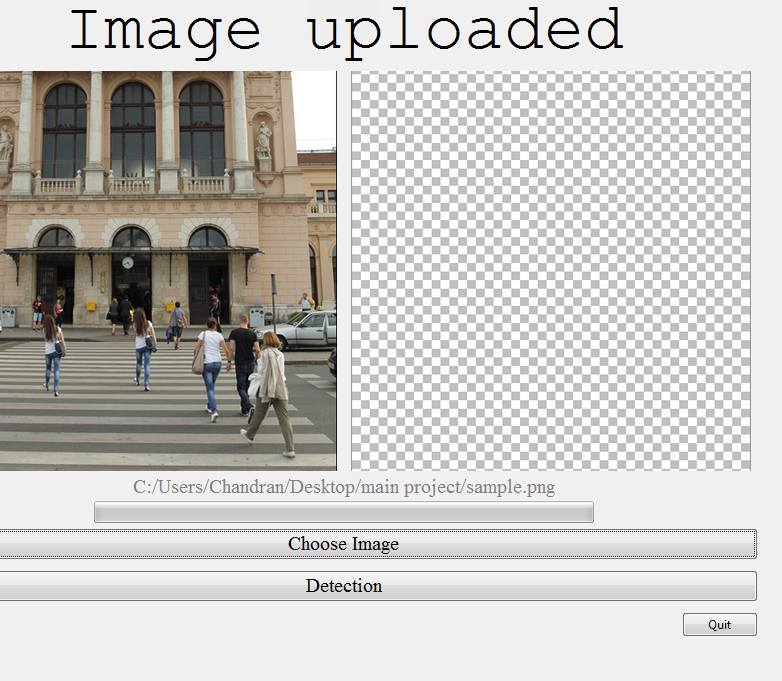 Image uploaded
C:/Users/Chandran/Desktop/main project/sample.png
Choose Image
Detection
Quit